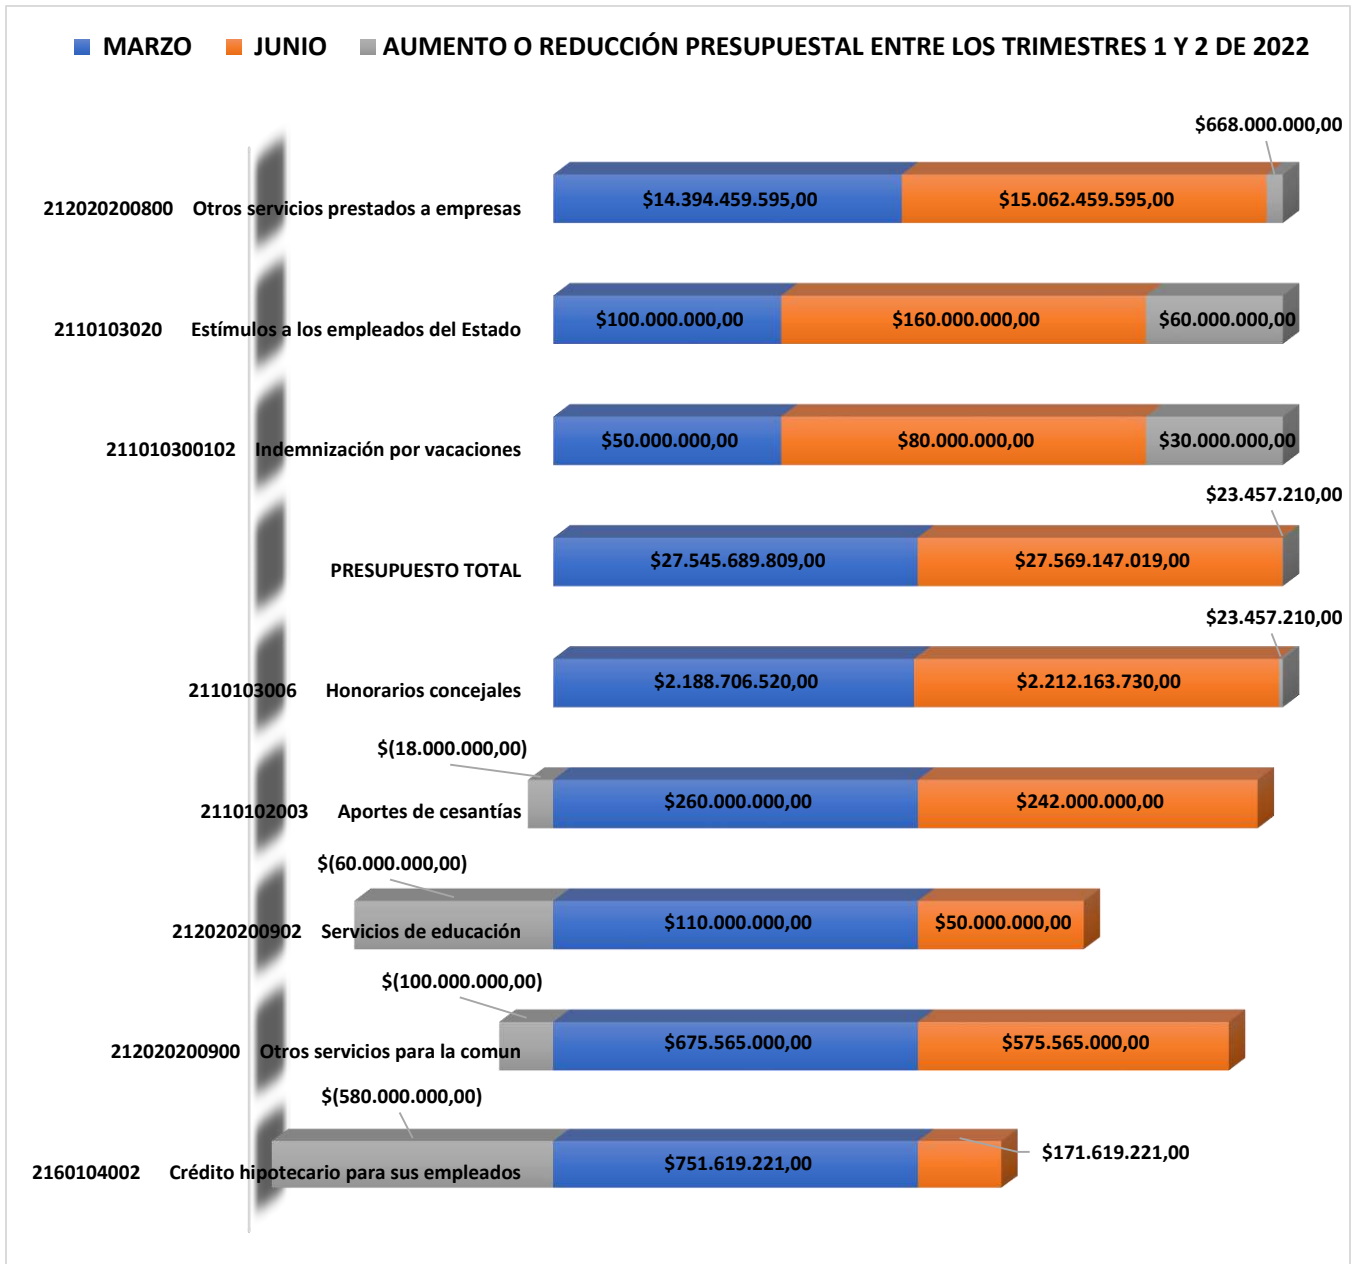 MARZO JUNIO AUMENTO O REDUCCIÓN PRESUPUESTAL ENTRE LOS TRIMESTRES 1 Y 2 DE 2022
$668.000.000,00
212020200800 Otros servicios prestados a empresas $14.394.459.595,00 $15.062.459.595,00
2110103020 Estímulos a los empleados del Estado $100.000.000,00 $160.000.000,00 $60.000.000,00
211010300102 Indemnización por vacaciones $50.000.000,00 $80.000.000,00 $30.000.000,00
$23.457.210,00
PRESUPUESTO TOTAL $27.545.689.809,00 $27.569.147.019,00
$23.457.210,00
2110103006 Honorarios concejales $2.188.706.520,00 $2.212.163.730,00
$(18.000.000,00)
2110102003 Aportes de cesantías $260.000.000,00 $242.000.000,00
$(60.000.000,00)
212020200902 Servicios de educación $110.000.000,00 $50.000.000,00
$(100.000.000,00)
212020200900 Otros servicios para la comun $675.565.000,00 $575.565.000,00
$(580.000.000,00)
2160104002 Crédito hipotecario para sus empleados $751.619.221,00 $171.619.221,00